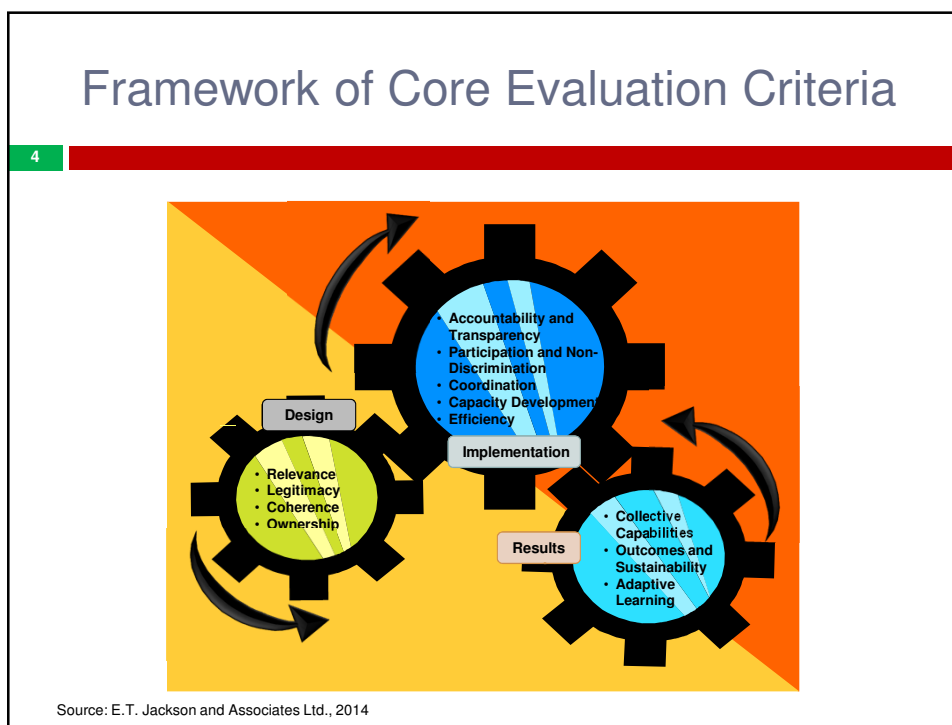 Framework of Core Evaluation Criteria
4
• Accountability and
Transparency
• Participation and Non-
Discrimination
• Coordination
• Capacity Development
• Efficiency
Implementation
Design
• Relevance
• Legitimacy
• Coherence
• Ownership
Results
• Collective
Capabilities
• Outcomes and
Sustainability
• Adaptive
Learning
Source: E.T. Jackson and Associates Ltd., 2014